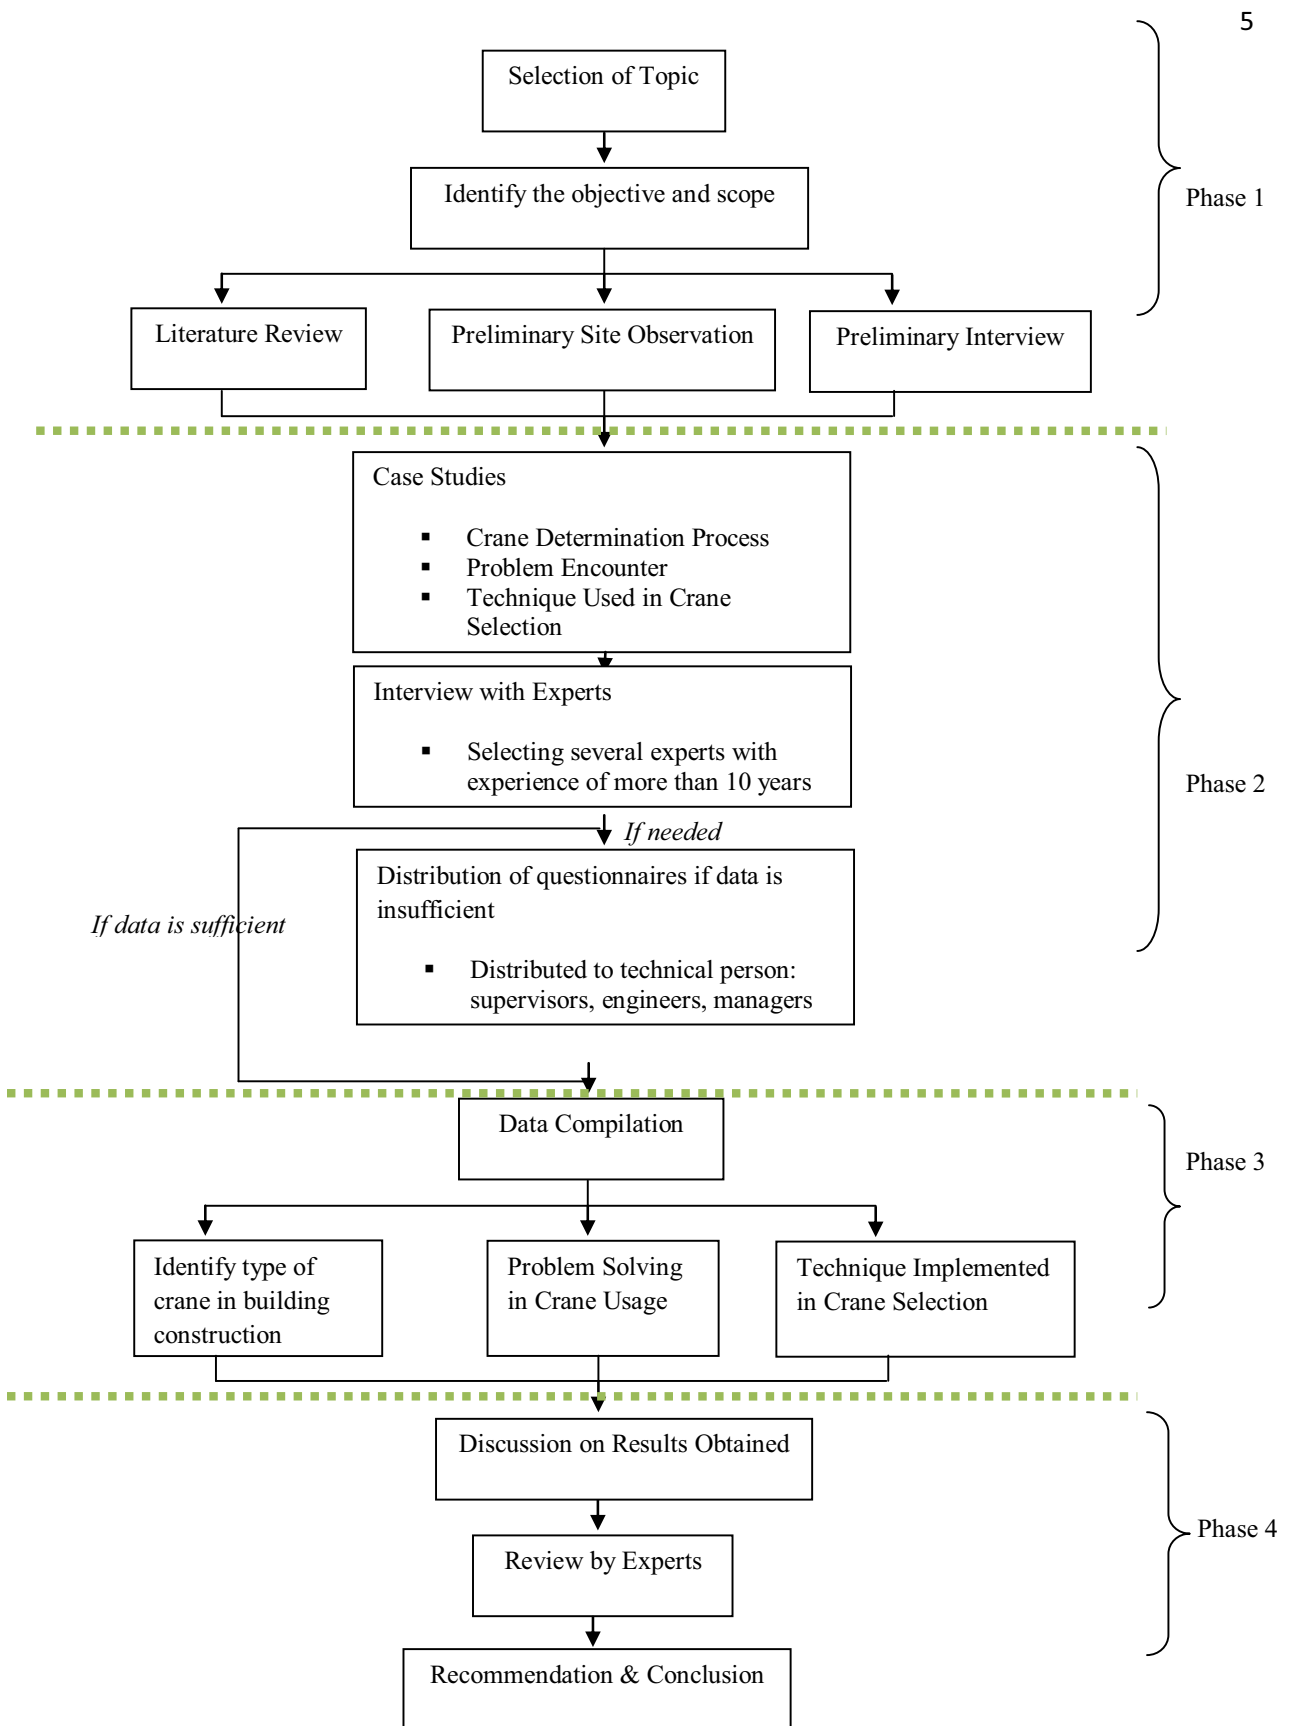 5
Selection of Topic
Identify the objective and scope
Phase 1
Literature Review
Preliminary Site Observation
Preliminary Interview
Case Studies
▪ Crane Determination Process
▪ Problem Encounter
▪ Technique Used in Crane
Selection
Interview with Experts
▪ Selecting several experts with
experience of more than 10 years
Phase 2
If needed
Distribution of questionnaires if data is
insufficient
If data is sufficient
▪ Distributed to technical person:
supervisors, engineers, managers
Data Compilation
Phase 3
Identify type of
crane in building
construction
Problem Solving
in Crane Usage
Technique Implemented
in Crane Selection
Discussion on Results Obtained
Phase 4
Review by Experts
Recommendation & Conclusion